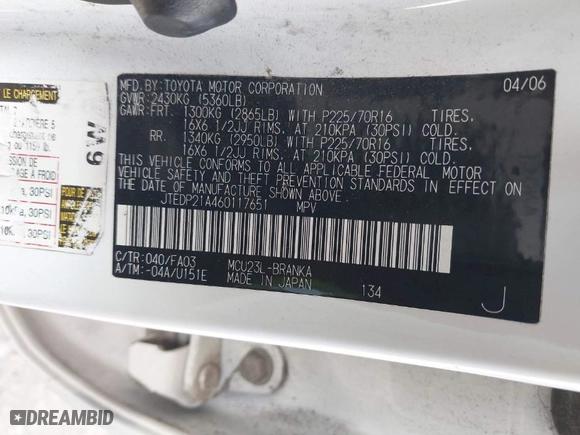 LE CHARGEMENT
6W
, 30PSI
10kPa, 30PSI
MFD.BY:TOYOTA MOTOR CORPORATION 04/06
GVWR:2430KG (5360LB)
GAWR:FRT. 1300KG (2865LB) WITH P225/70R16 TIRES,
16X6 1/2JJ RIMS, AT 210KPA (30PSI) COLD.
RR. 1340KG (2950LB) WITH P225/70R16 TIRES,
16X6 1/2JJ RIMS, AT 210KPA (30PSI) COLD.
THIS VEHICLE CONFORMS TO ALL APPLICABLE FEDERAL MOTOR
VEHICLE SAFETY AND THEFT PREVENTION STANDARDS IN EFFECT ON
THE DATE OF MANUFACTURE SHOWN ABOVE.
JTEDP21A460117651 MPV
C/TR:040/FA03 MCU23L-BRANKA
A/TM:-04A/U151E MADE IN JAPAN 134 J
DREAMBID